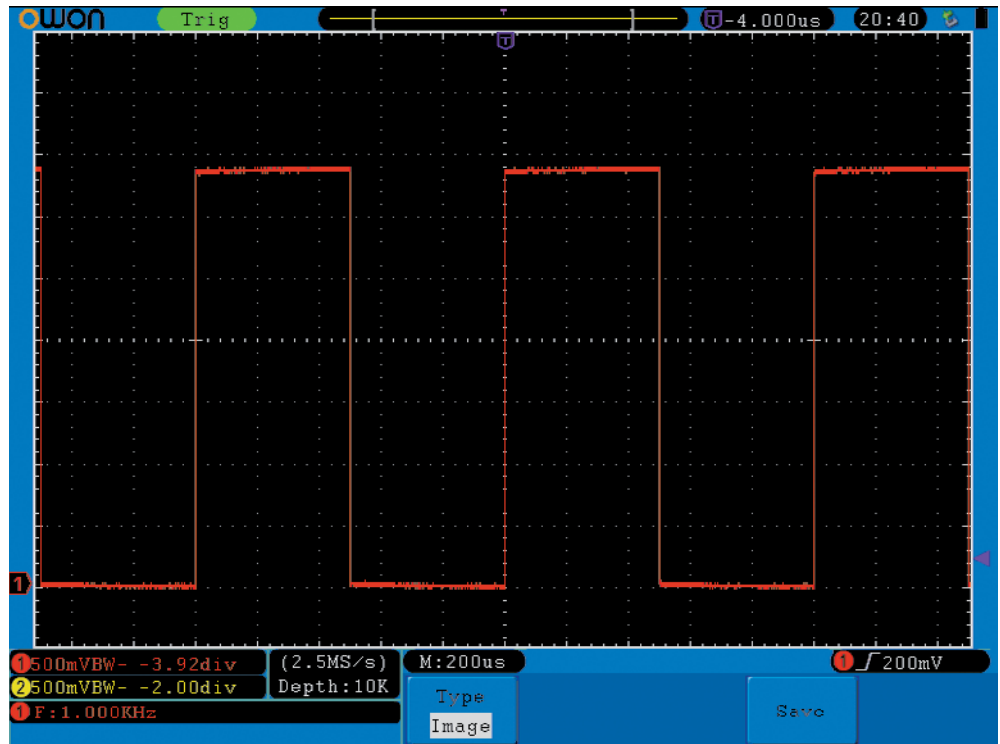 owon Trig T T -4.000us 20:40
T
1
1 500mVBW- -3.92div (2.5MS/s) M:200us 1 200mV
2 500mVBW- -2.00div Depth:10K
1 F:1.000KHz
Type Save
Image